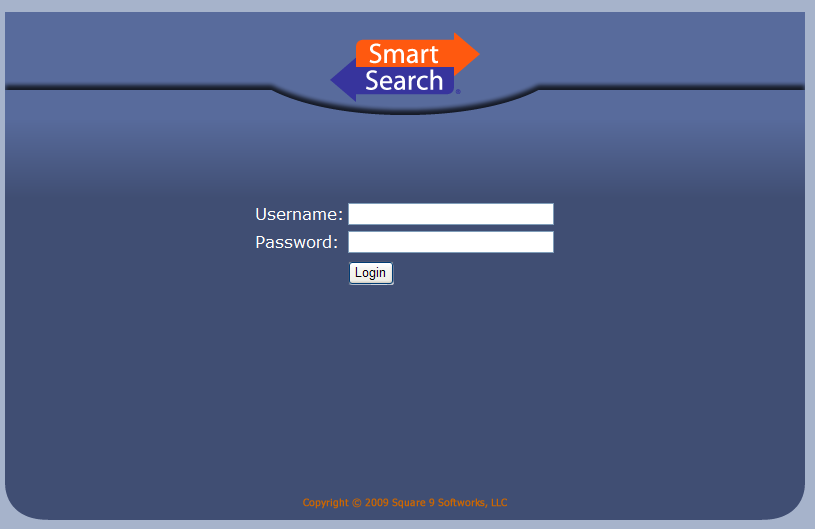 Smart
Search
Username:
Password:
Login
Copyright © 2009 Square 9 Softworks, LLC